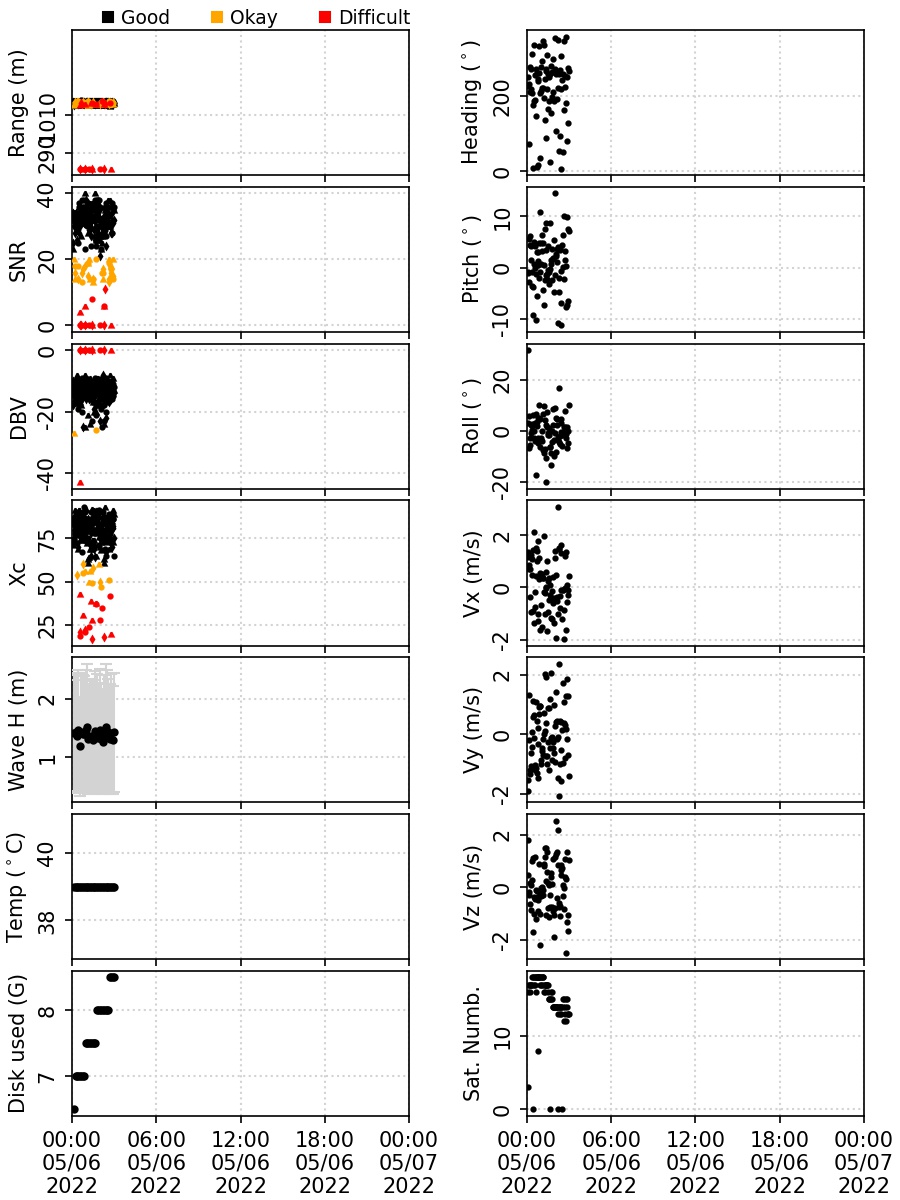 Good Okay Difficult
Range (m)
1010
290
Heading (°)
200
0
SNR
40
20
0
Pitch (°)
10
0
-10
DBV
0
-20
-40
Roll (°)
20
0
-20
Xc
75
50
25
Vx (m/s)
2
0
-2
Wave H (m)
2
1
Vy (m/s)
2
0
-2
Temp (°C)
40
38
Vz (m/s)
2
0
-2
Disk used (G)
8
7
Sat. Numb.
10
0
00:00 06:00 12:00 18:00 00:00
05/06 05/06 05/06 05/06 05/07
2022 2022 2022 2022 2022
00:00 06:00 12:00 18:00 00:00
05/06 05/06 05/06 05/06 05/07
2022 2022 2022 2022 2022